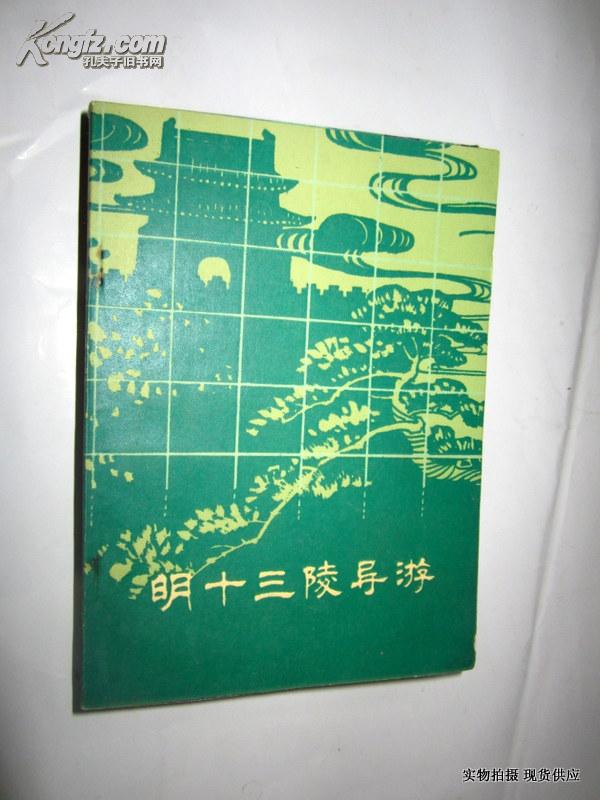 Kongfz.com
孔夫子旧书网
明十三陵导游
实物拍摄 现货供应